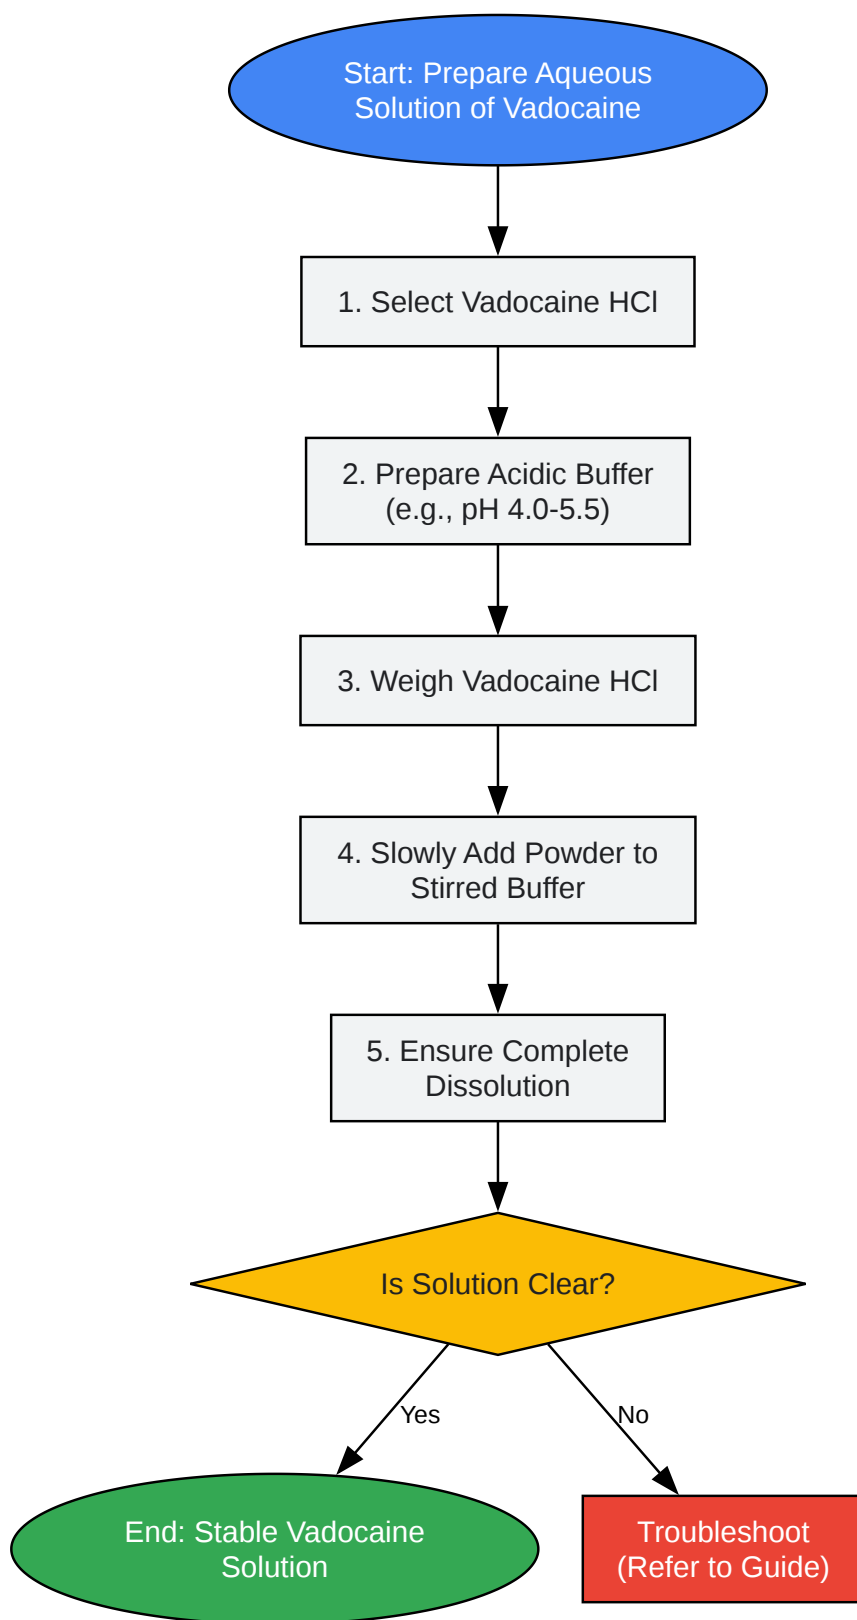 Start: Prepare Aqueous
Solution of Vadocaine
1. Select Vadocaine HCl
2. Prepare Acidic Buffer
(e.g., pH 4.0-5.5)
3. Weigh Vadocaine HCl
4. Slowly Add Powder to
Stirred Buffer
5. Ensure Complete
Dissolution
Is Solution Clear?
Yes
No
End: Stable Vadocaine
Solution
Troubleshoot
(Refer to Guide)